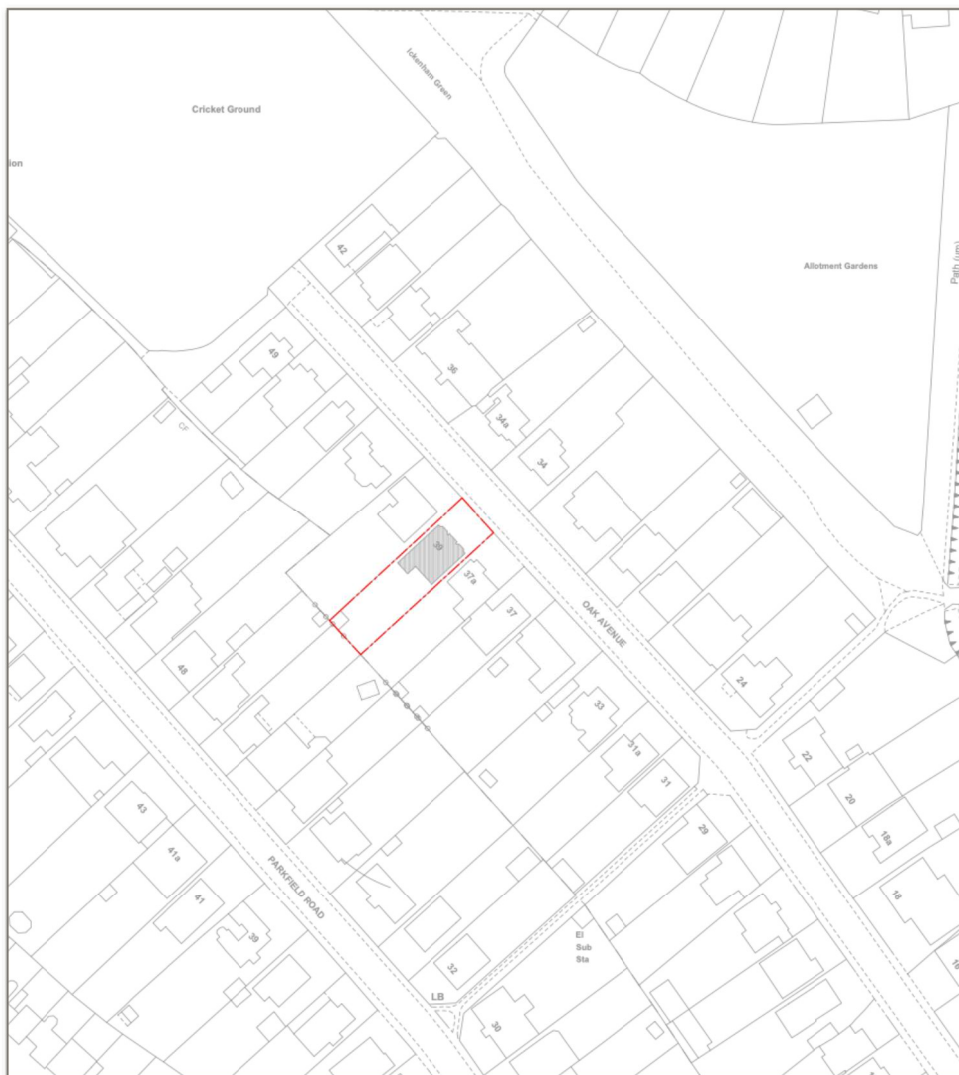 Ickenham Green
Cricket Ground
ion
42
Allotment Gardens
Path (um)
49
36
34a
CF
34
39
37a
37
OAK AVENUE
48
24
33
31a
22
31
20
43
29
18a
41a
PARKFIELD ROAD
41
39
El
Sub
Sta
32
LB
30
16